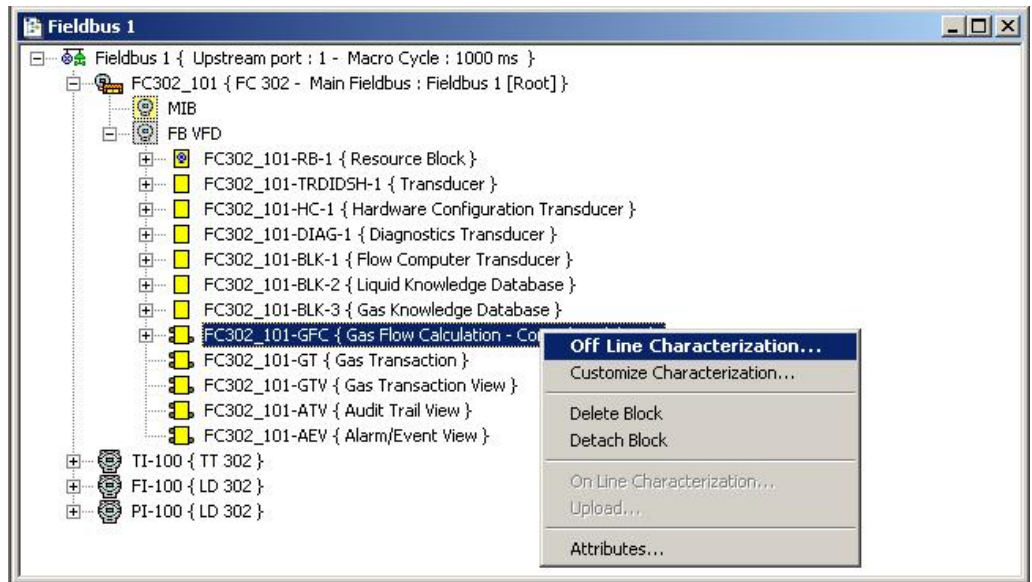 Fieldbus 1
Fieldbus 1 { Upstream port : 1 - Macro Cycle : 1000 ms }
FC302_101 { FC 302 - Main Fieldbus : Fieldbus 1 [Root] }
MIB
FB VFD
FC302_101-RB-1 { Resource Block }
FC302_101-TRDIDSH-1 { Transducer }
FC302_101-HC-1 { Hardware Configuration Transducer }
FC302_101-DIAG-1 { Diagnostics Transducer }
FC302_101-BLK-1 { Flow Computer Transducer }
FC302_101-BLK-2 { Liquid Knowledge Database }
FC302_101-BLK-3 { Gas Knowledge Database }
FC302_101-GFC { Gas Flow Calculation -
FC302_101-GT { Gas Transaction }
FC302_101-GTV { Gas Transaction View }
FC302_101-ATV { Audit Trail View }
FC302_101-AEV { Alarm/Event View }
TI-100 { TT 302 }
FI-100 { LD 302 }
PI-100 { LD 302 }
Off Line Characterization...
Customize Characterization...
Delete Block
Detach Block
On Line Characterization...
Upload...
Attributes...